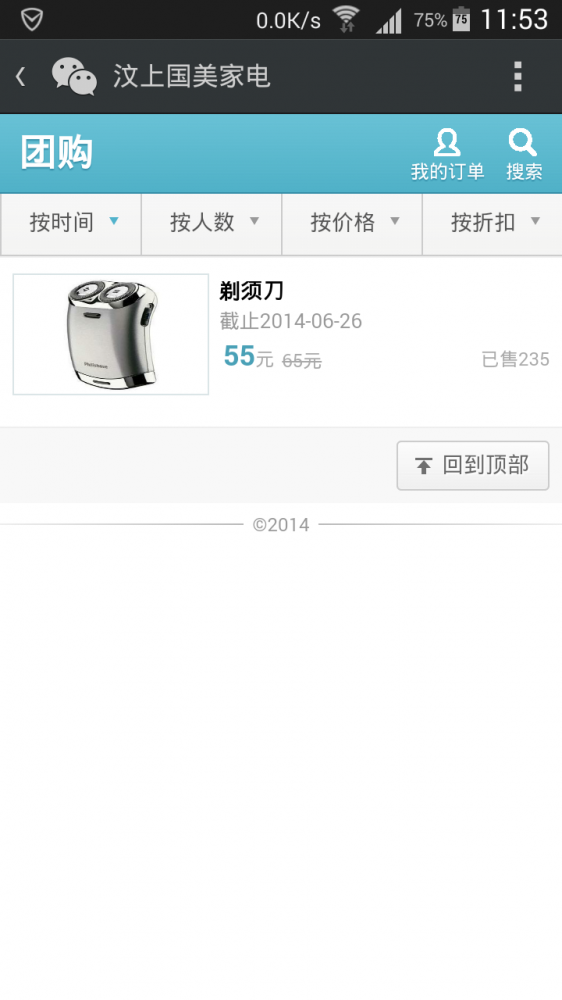 0.0K/s 75% 75 11:53
汶上国美家电
团购
我的订单 搜索
按时间 按人数 按价格 按折扣
剃须刀
截止2014-06-26
55元 65元 已售235
回到顶部
©2014